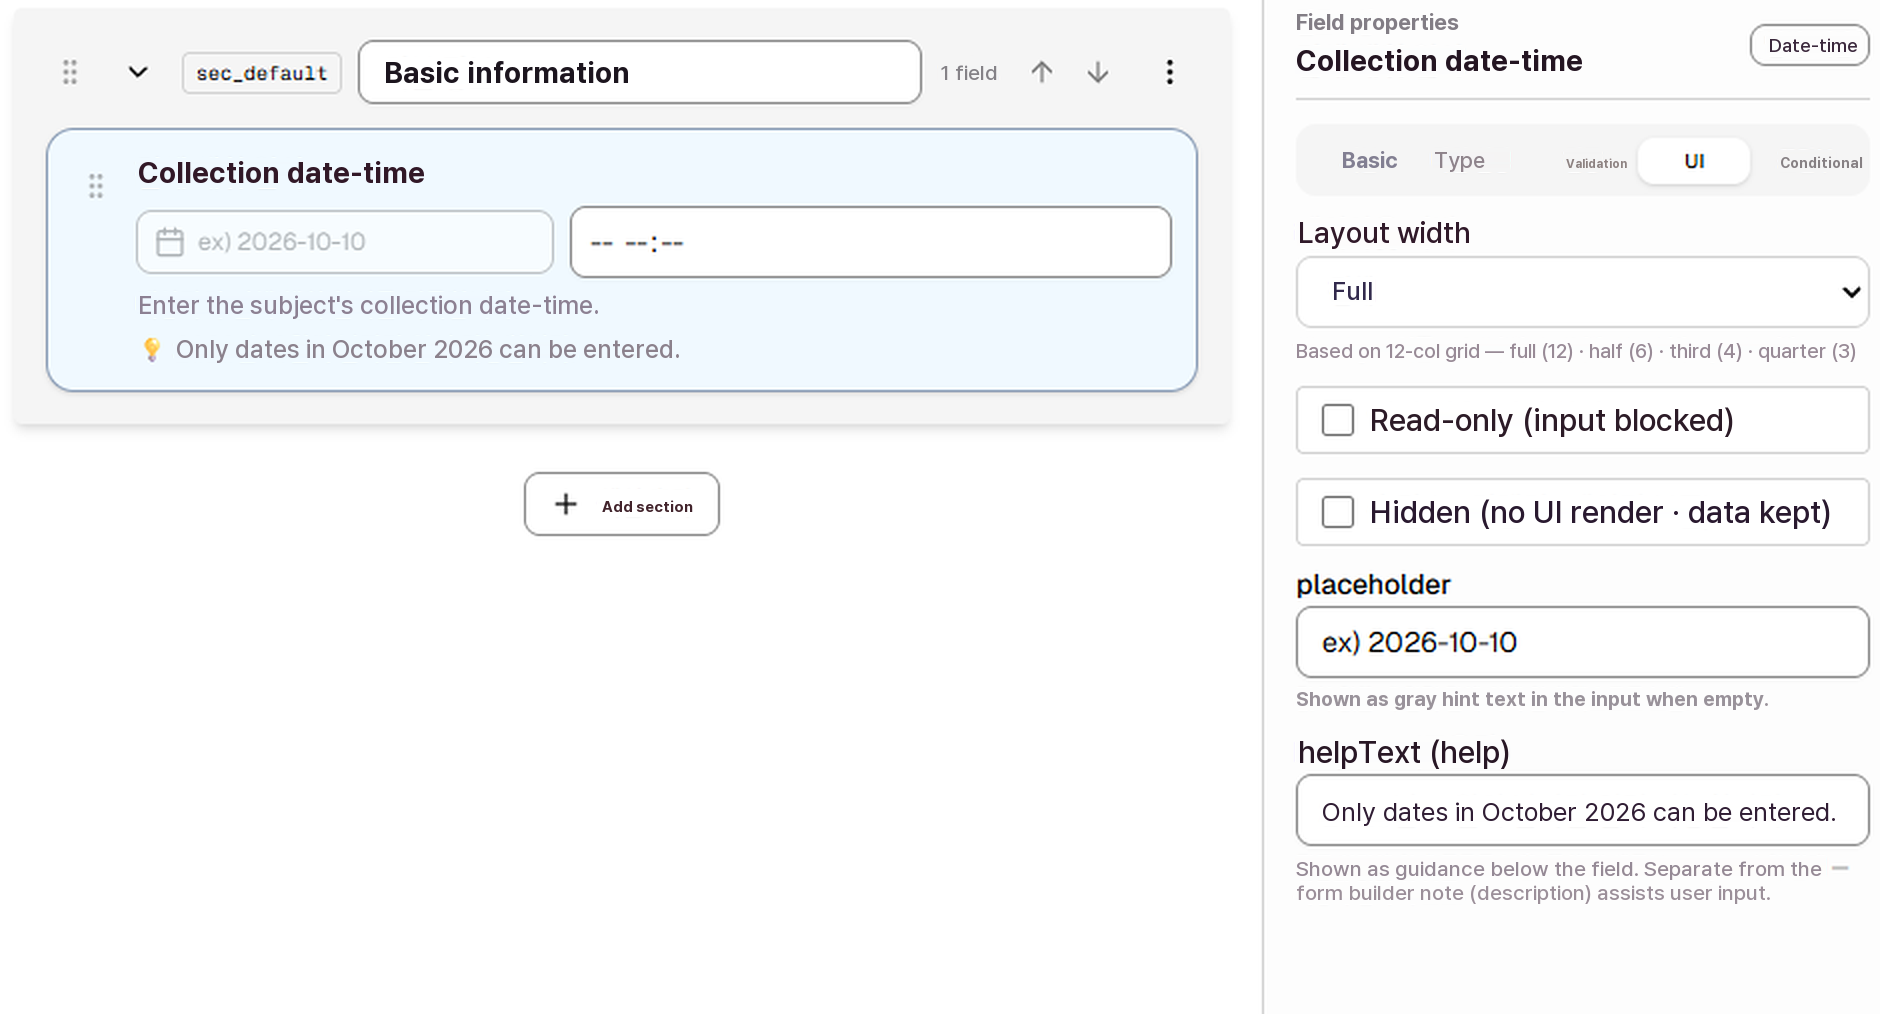 sec_default
Basic information
1 field
Collection date-time
ex) 2026-10-10
-- --:--
Enter the subject's collection date-time.
💡 Only dates in October 2026 can be entered.
+ Add section
Field properties
Collection date-time
Date-time
Basic Type Validation UI Conditional
Layout width
Full
Based on 12-col grid — full (12) · half (6) · third (4) · quarter (3)
Read-only (input blocked)
Hidden (no UI render · data kept)
placeholder
ex) 2026-10-10
Shown as gray hint text in the input when empty.
helpText (help)
Only dates in October 2026 can be entered.
Shown as guidance below the field. Separate from the —
form builder note (description) assists user input.